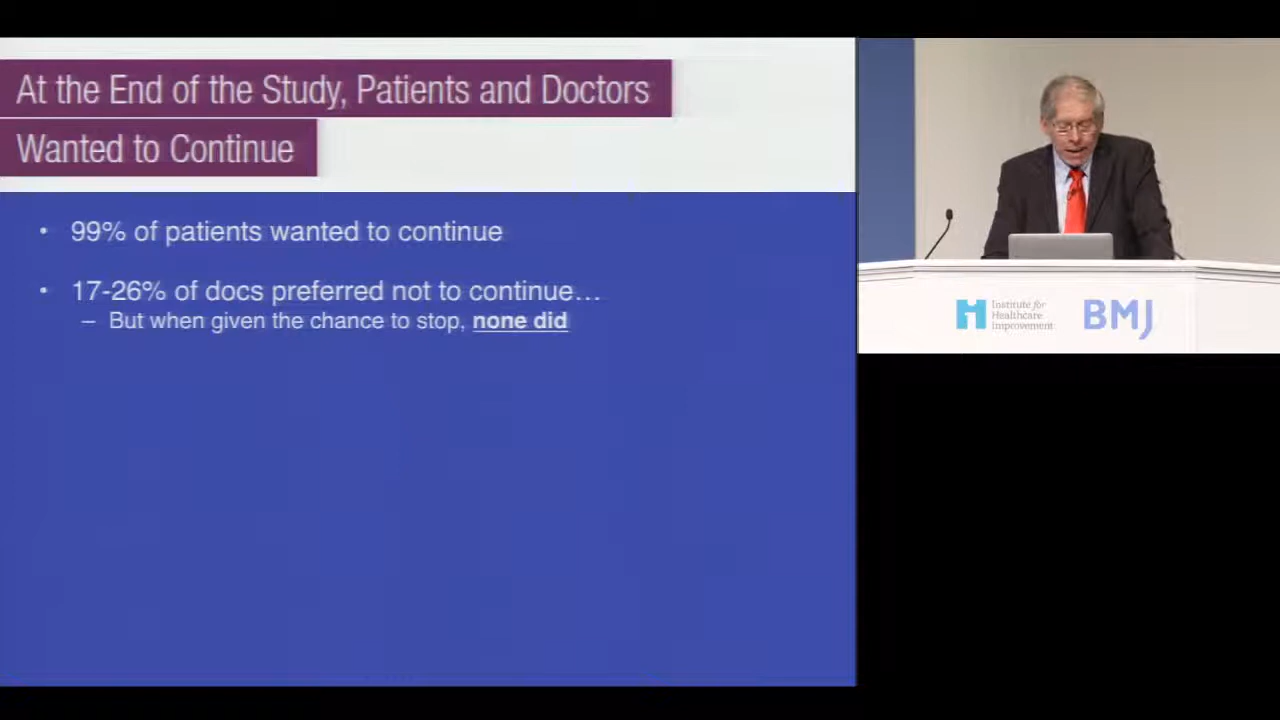 At the End of the Study, Patients and Doctors
Wanted to Continue
• 99% of patients wanted to continue
• 17-26% of docs preferred not to continue…
– But when given the chance to stop, none did
Institute for
Healthcare
Improvement
BMJ